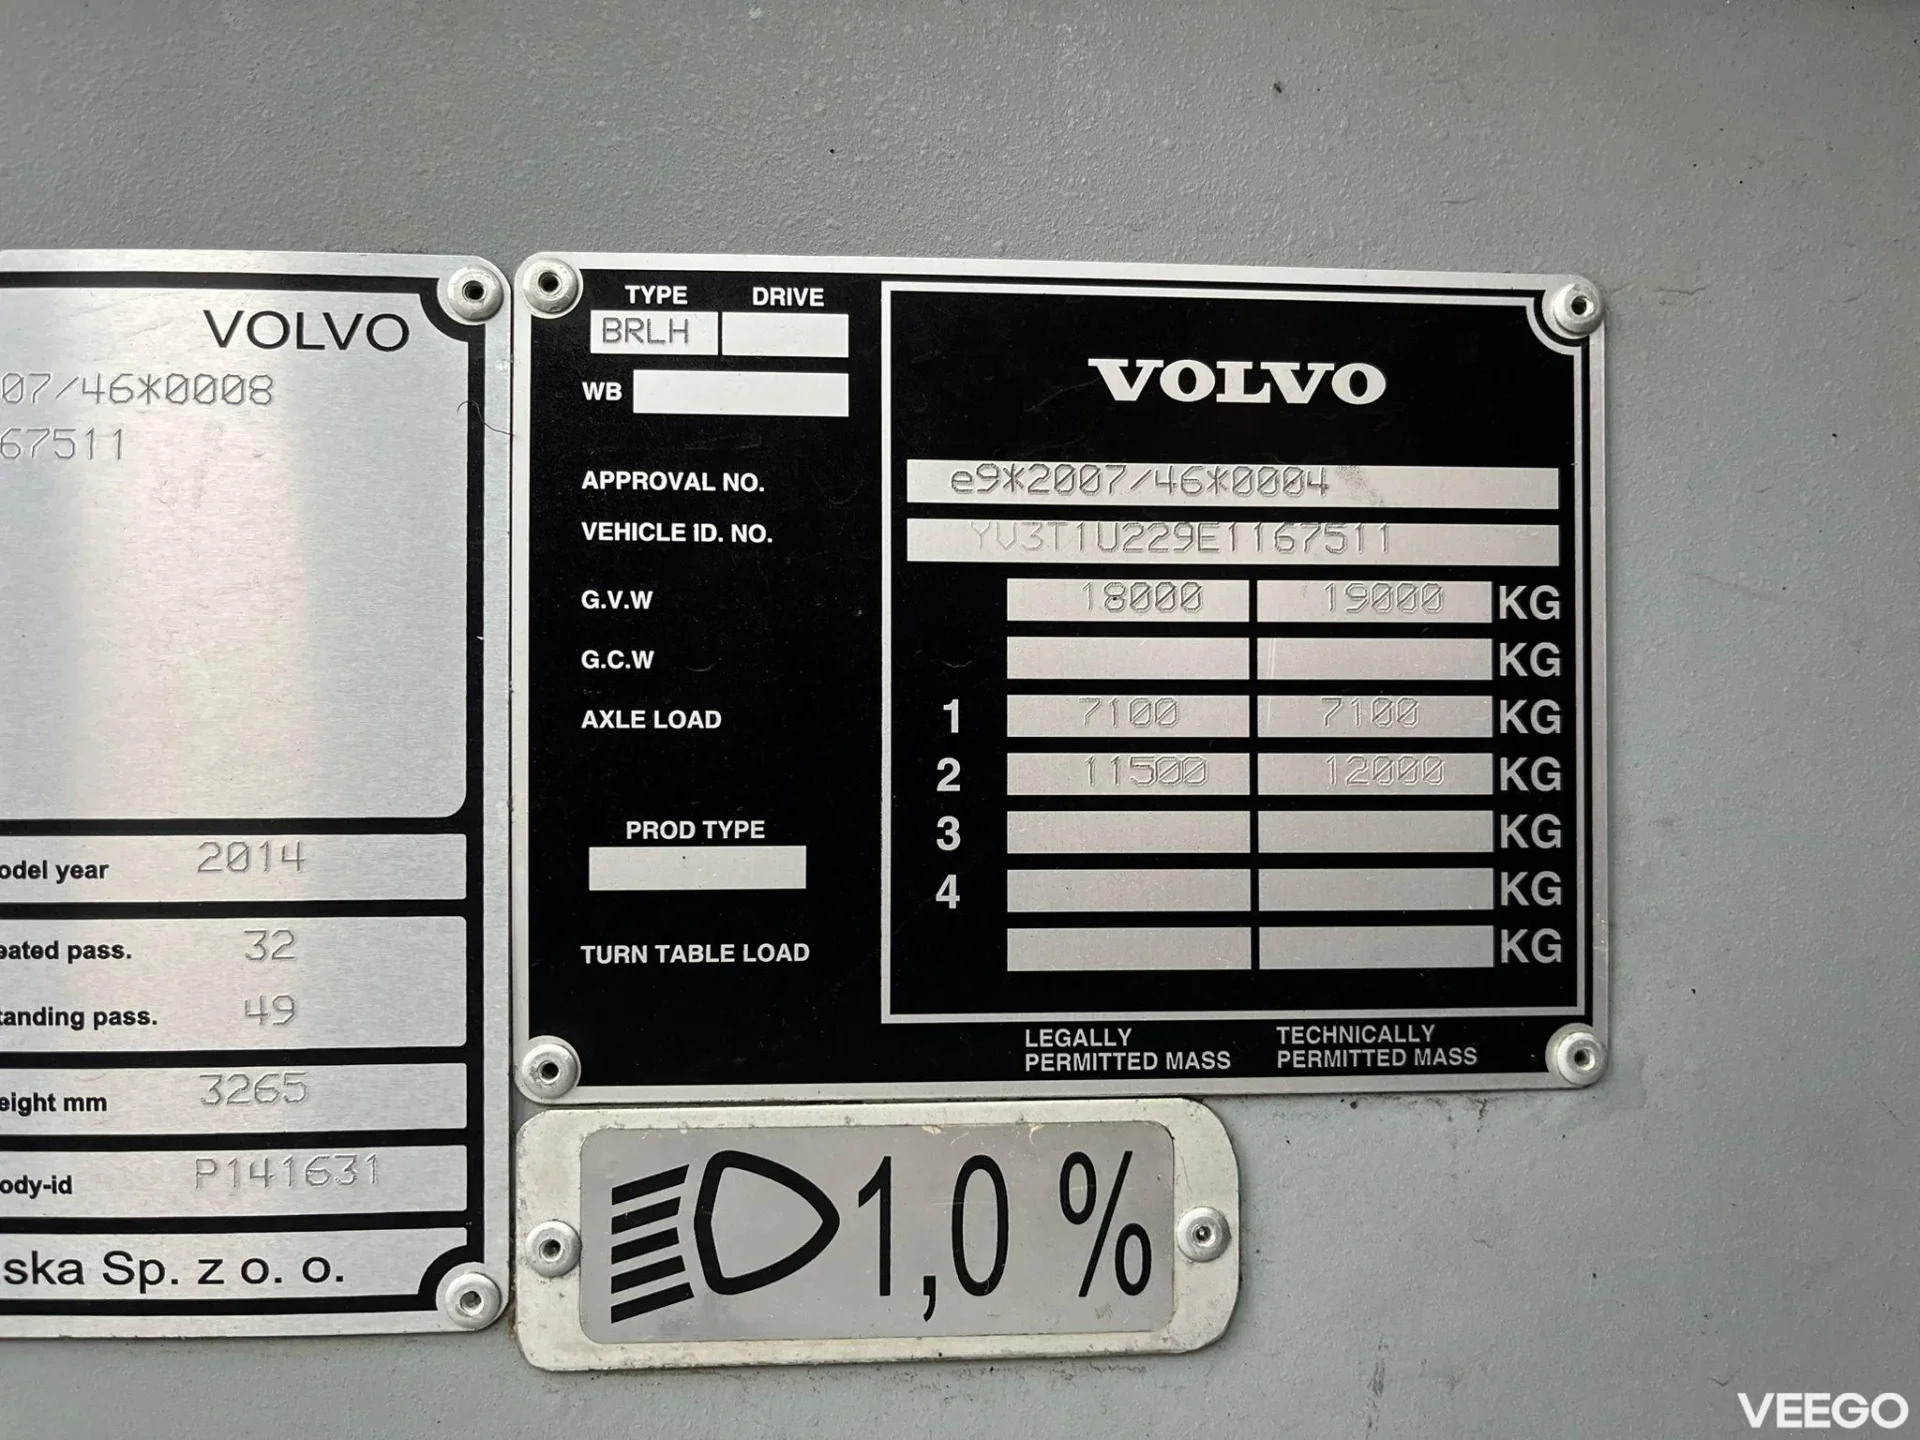 VOLVO
07/46*0008
67511
odel year 2014
eated pass. 32
tanding pass. 49
eight mm 3265
ody-id P141631
ska Sp. z o. o.
TYPE DRIVE
BRLH
WB
VOLVO
APPROVAL NO. e9*2007/46*0004
VEHICLE ID. NO. YV3T1U229E1167511
G.V.W 18000 19000 KG
G.C.W KG
AXLE LOAD 1 7100 7100 KG
2 11500 12000 KG
PROD TYPE 3 KG
4 KG
TURN TABLE LOAD KG
LEGALLY PERMITTED MASS
TECHNICALLY PERMITTED MASS
1,0 %
VEEGO